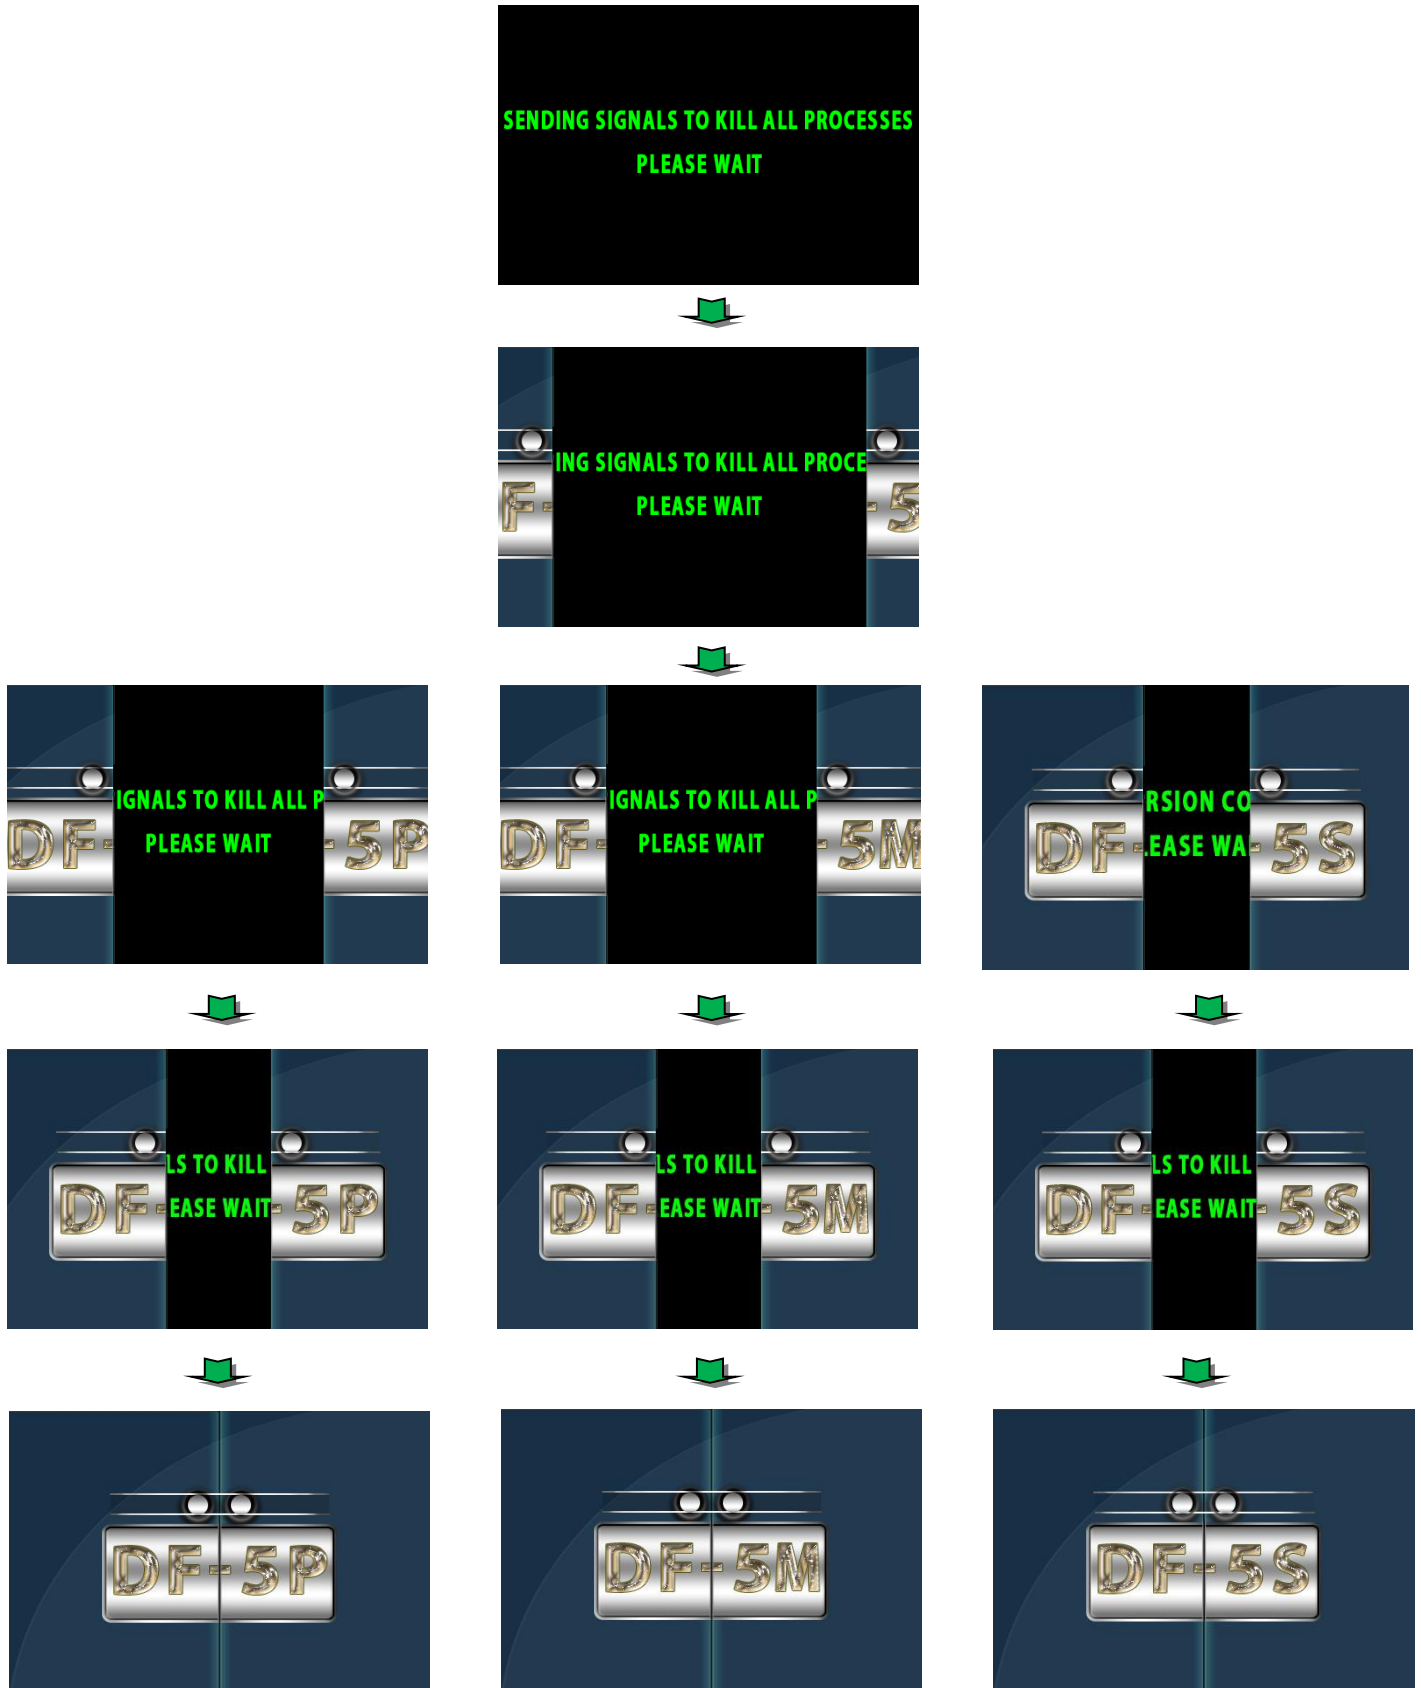 SENDING SIGNALS TO KILL ALL PROCESSES
PLEASE WAIT
F-
ING SIGNALS TO KILL ALL PROCE
-5
PLEASE WAIT
IGNALS TO KILL ALL P
DF-
-5P
PLEASE WAIT
IGNALS TO KILL ALL P
DF-
-5M
PLEASE WAIT
RSION CO
DF-
-5S
LEASE WA
LS TO KILL
DF-
-5P
EASE WAIT
LS TO KILL
DF-
-5M
EASE WAIT
LS TO KILL
DF-
-5S
EASE WAIT
DF-5P
DF-5M
DF-5S